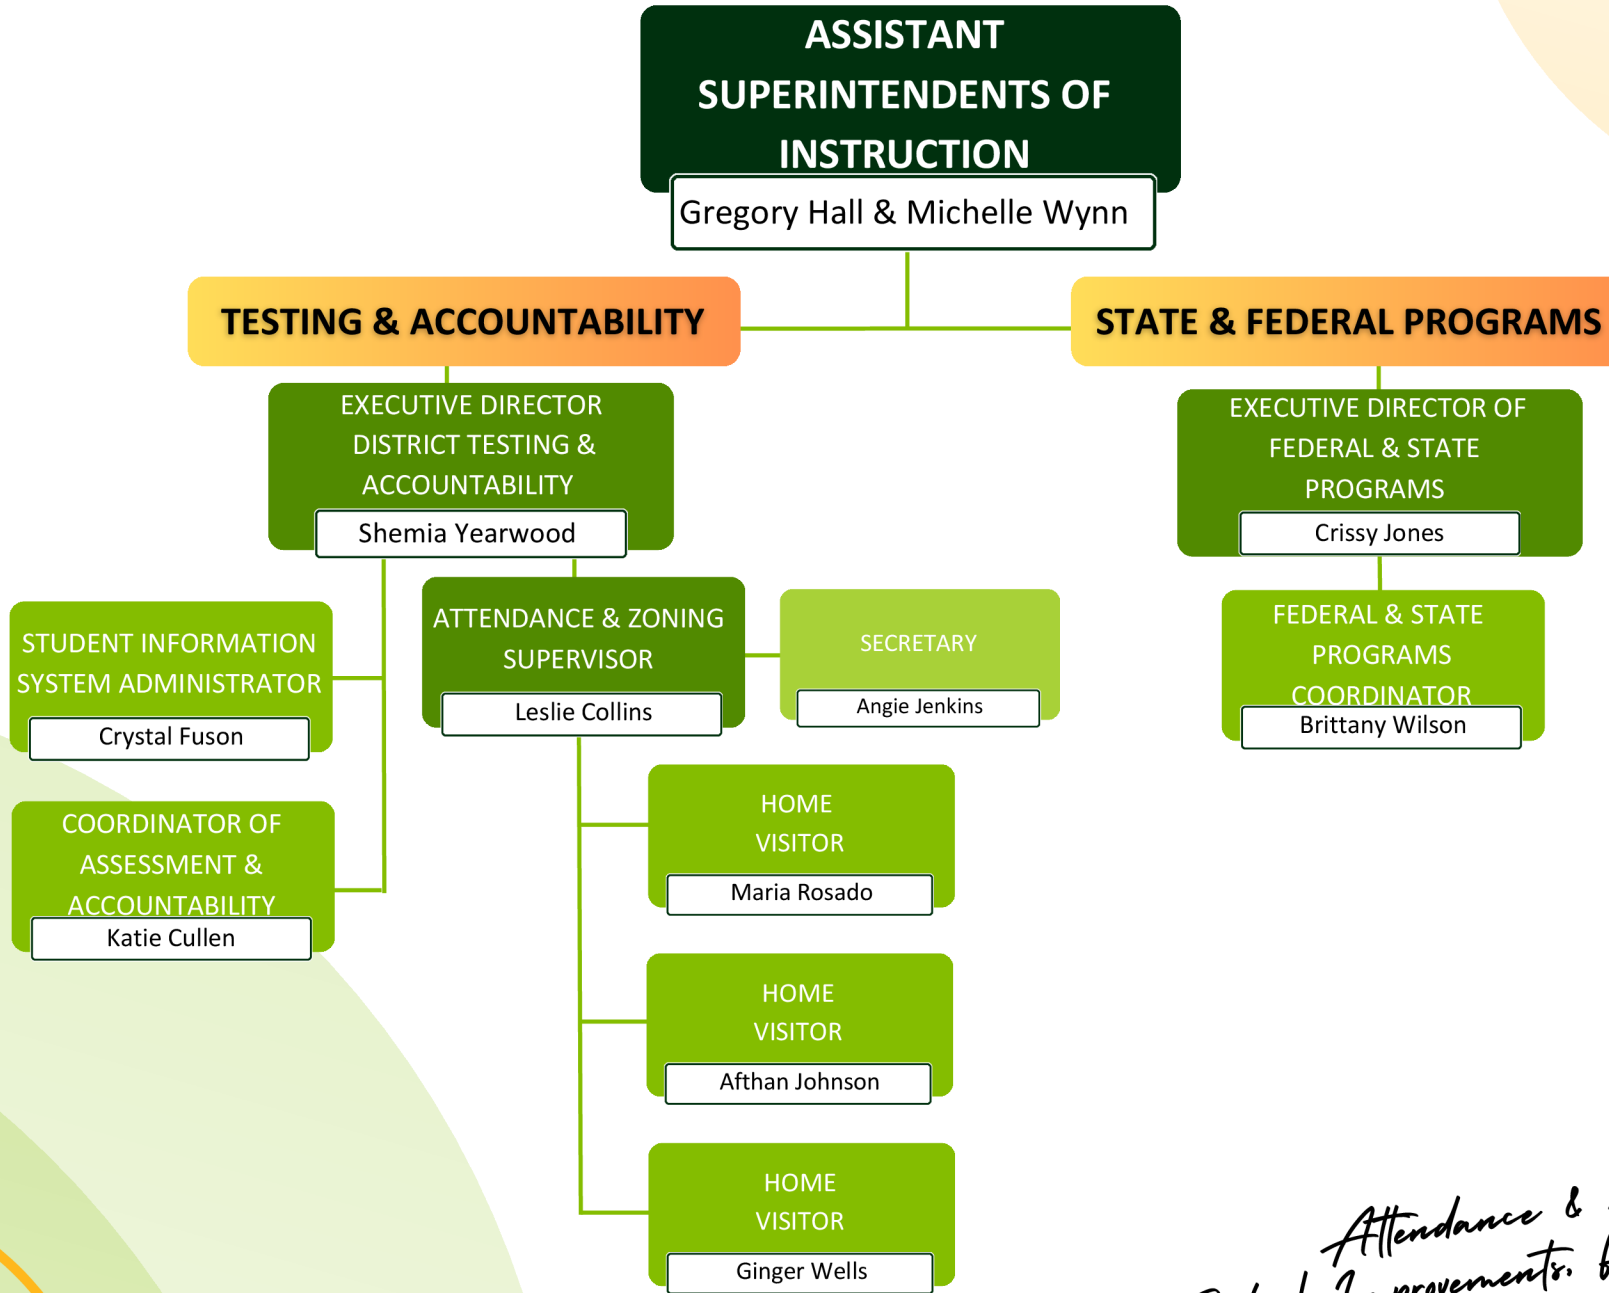 ASSISTANT
SUPERINTENDENTS OF
INSTRUCTION
Gregory Hall & Michelle Wynn
TESTING & ACCOUNTABILITY
STATE & FEDERAL PROGRAMS
EXECUTIVE DIRECTOR
DISTRICT TESTING &
ACCOUNTABILITY
Shemia Yearwood
EXECUTIVE DIRECTOR OF
FEDERAL & STATE
PROGRAMS
Crissy Jones
STUDENT INFORMATION
SYSTEM ADMINISTRATOR
Crystal Fuson
ATTENDANCE & ZONING
SUPERVISOR
Leslie Collins
SECRETARY
Angie Jenkins
FEDERAL & STATE
PROGRAMS
COORDINATOR
Brittany Wilson
COORDINATOR OF
ASSESSMENT &
ACCOUNTABILITY
Katie Cullen
HOME
VISITOR
Maria Rosado
HOME
VISITOR
Afthan Johnson
HOME
VISITOR
Ginger Wells
Attendance &
Improvements,